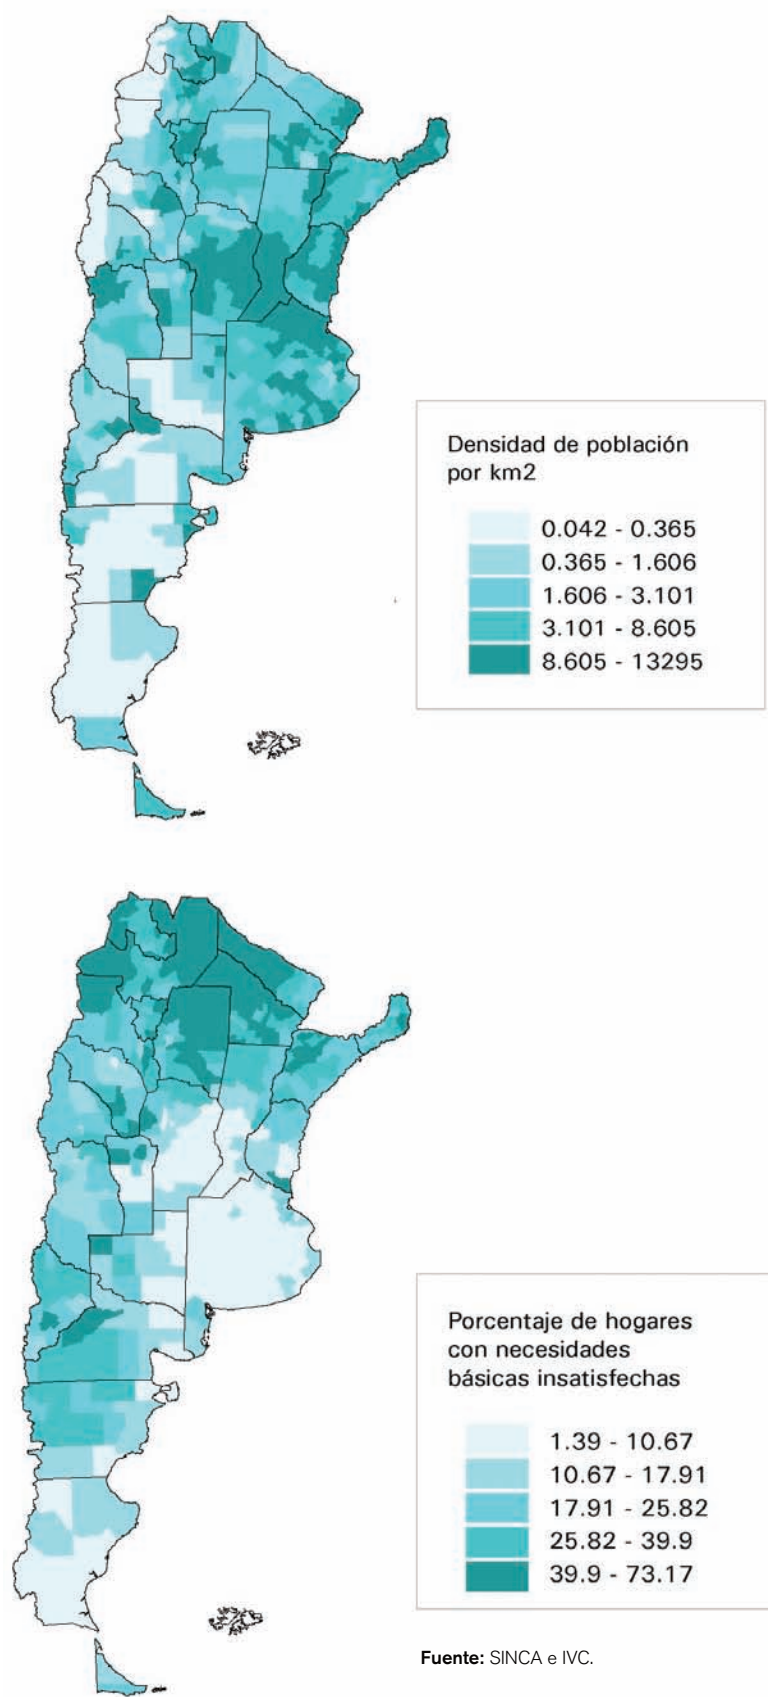 Densidad de población
por km2
0.042 - 0.365
0.365 - 1.606
1.606 - 3.101
3.101 - 8.605
8.605 - 13295
Porcentaje de hogares
con necesidades
básicas insatisfechas
1.39 - 10.67
10.67 - 17.91
17.91 - 25.82
25.82 - 39.9
39.9 - 73.17
Fuente: SINCA e IVC.